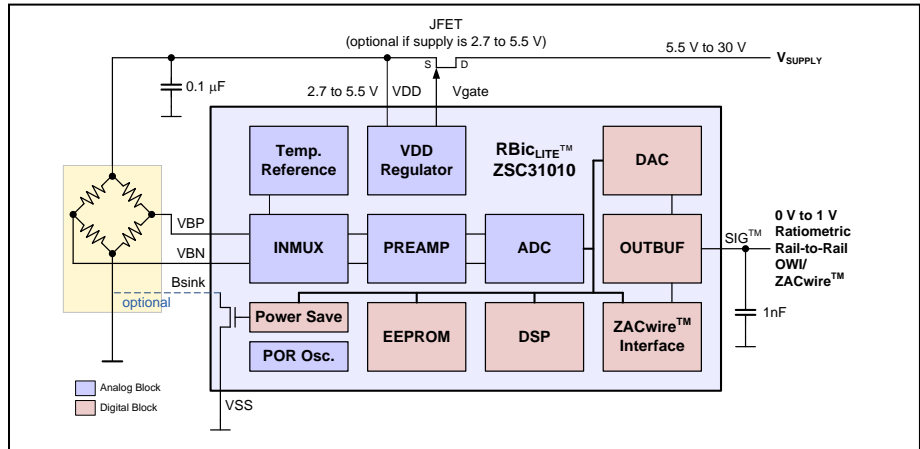 JFET
(optional if supply is 2.7 to 5.5 V)
5.5 V to 30 V
VSUPPLY
S
D
0.1 µF
2.7 to 5.5 V
VDD
Vgate
Temp.
Reference
VDD
Regulator
RBicLITE™
ZSC31010
DAC
VBP
VBN
INMUX
PREAMP
ADC
OUTBUF
SIG™
0 V to 1 V
Ratiometric
Rail-to-Rail
OWI/
ZACwire™
Bsink
optional
Power Save
EEPROM
DSP
ZACwire™
Interface
1nF
POR Osc.
Analog Block
Digital Block
VSS